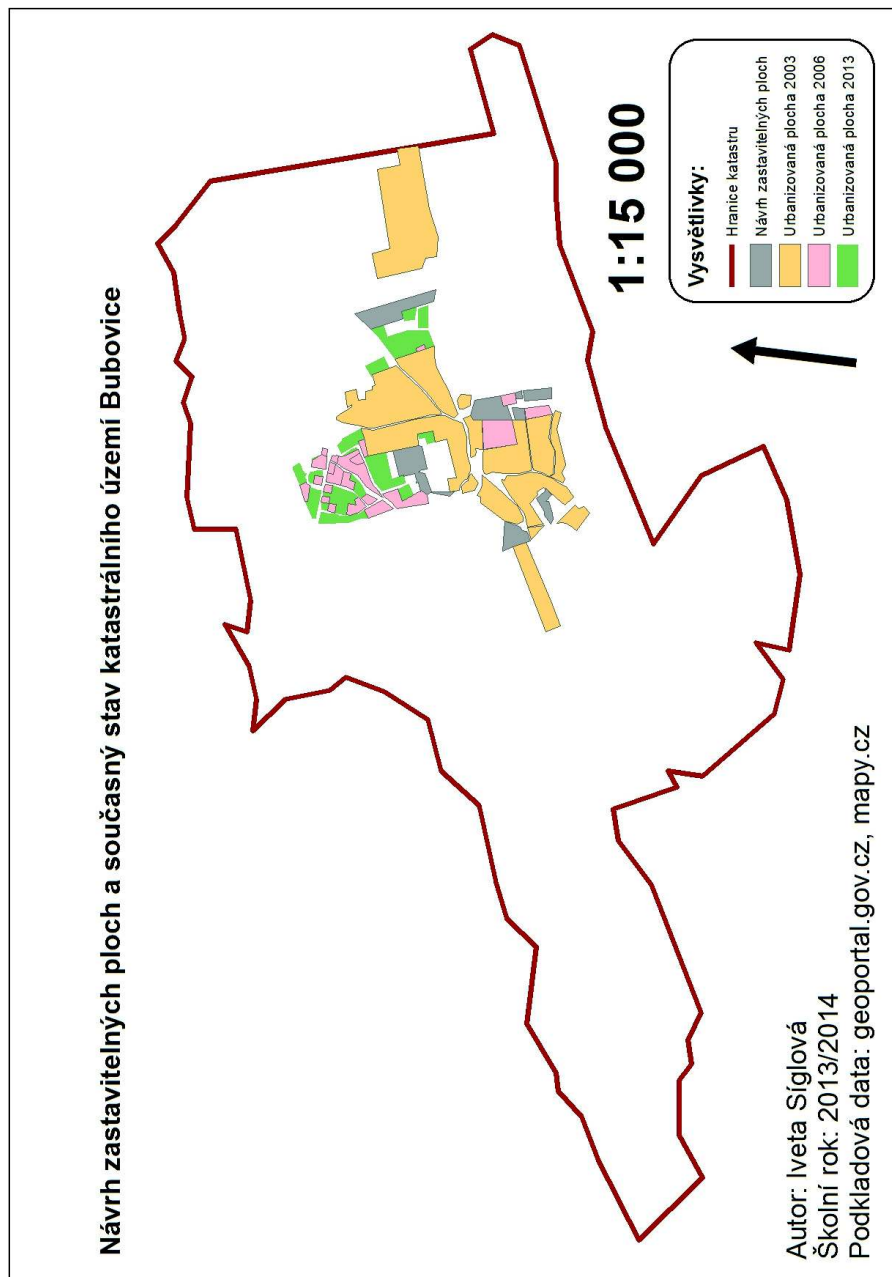 Návrh zastavitelných ploch a současný stav katastrálního území Bubovice
1:15 000
Vysvětlivky:
Hranice katastru
Návrh zastavitelných ploch
Urbanizovaná plocha 2003
Urbanizovaná plocha 2006
Urbanizovaná plocha 2013
Autor: Iveta Síglová
Školní rok: 2013/2014
Podkladová data: geoportal.gov.cz, mapy.cz